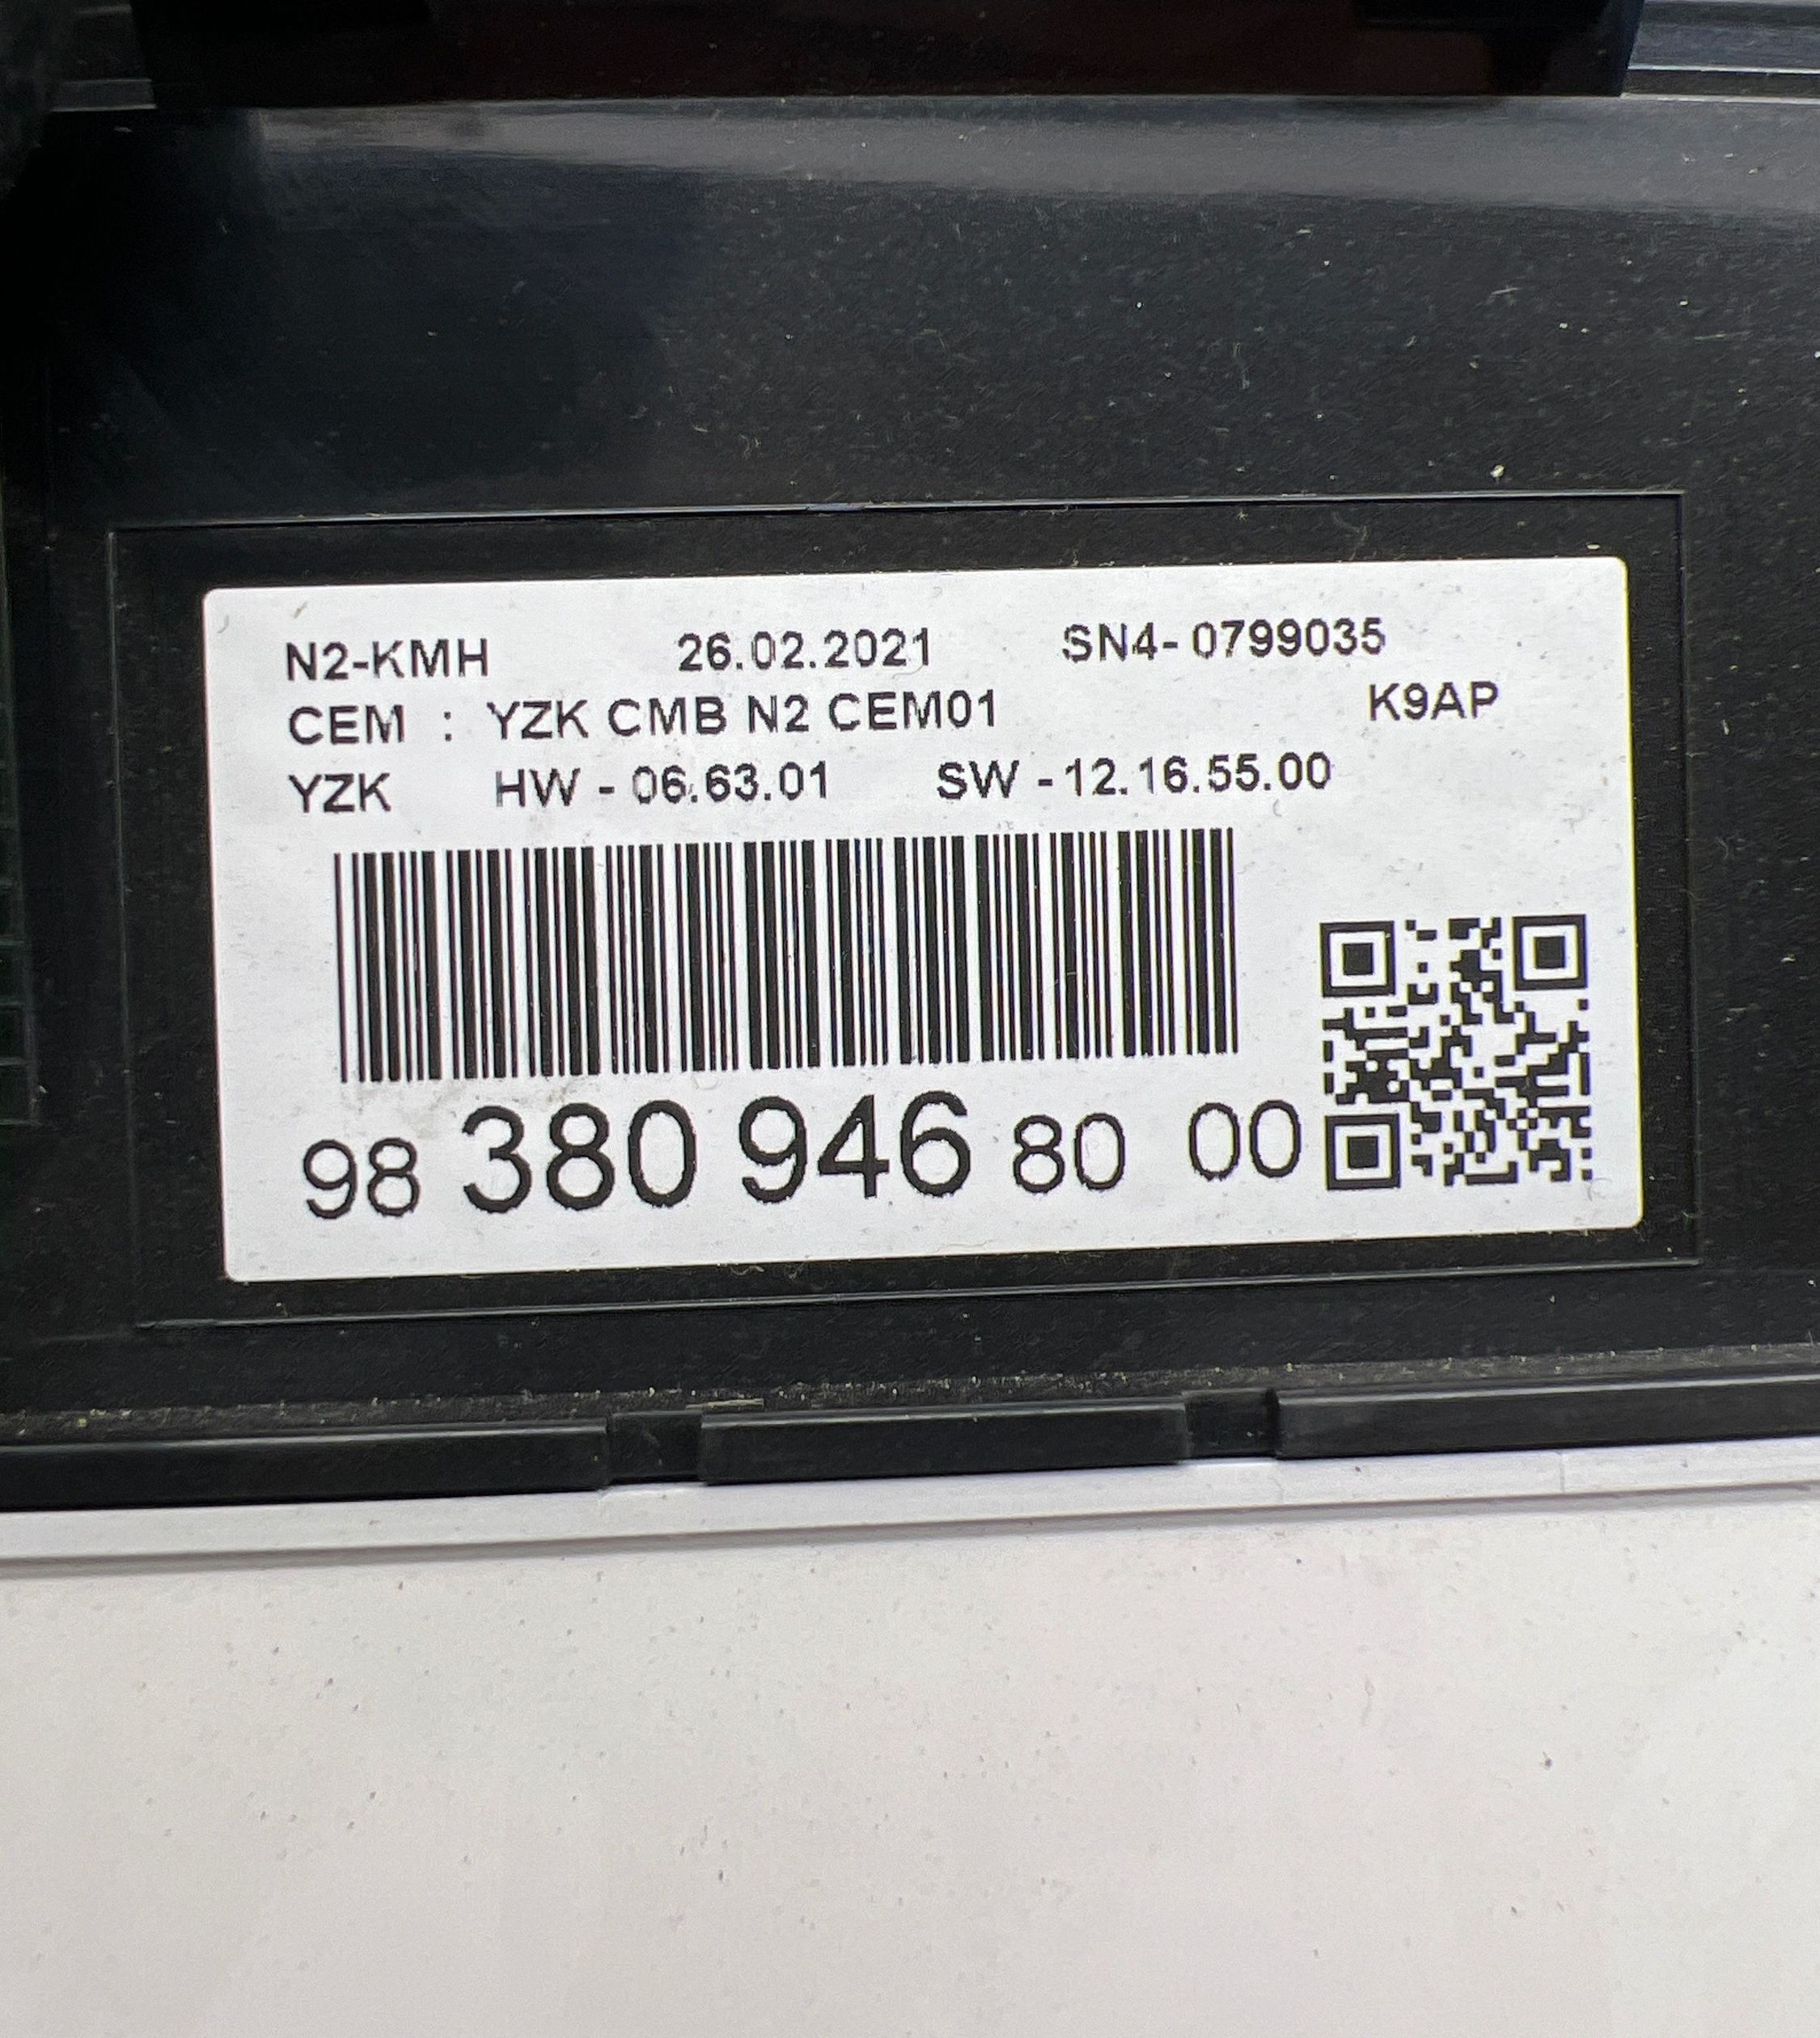 N2-KMH 26.02.2021 SN4-0799035
CEM : YZK CMB N2 CEM01 K9AP
YZK HW - 06.63.01 SW -12.16.55.00
98 380 946 80 00